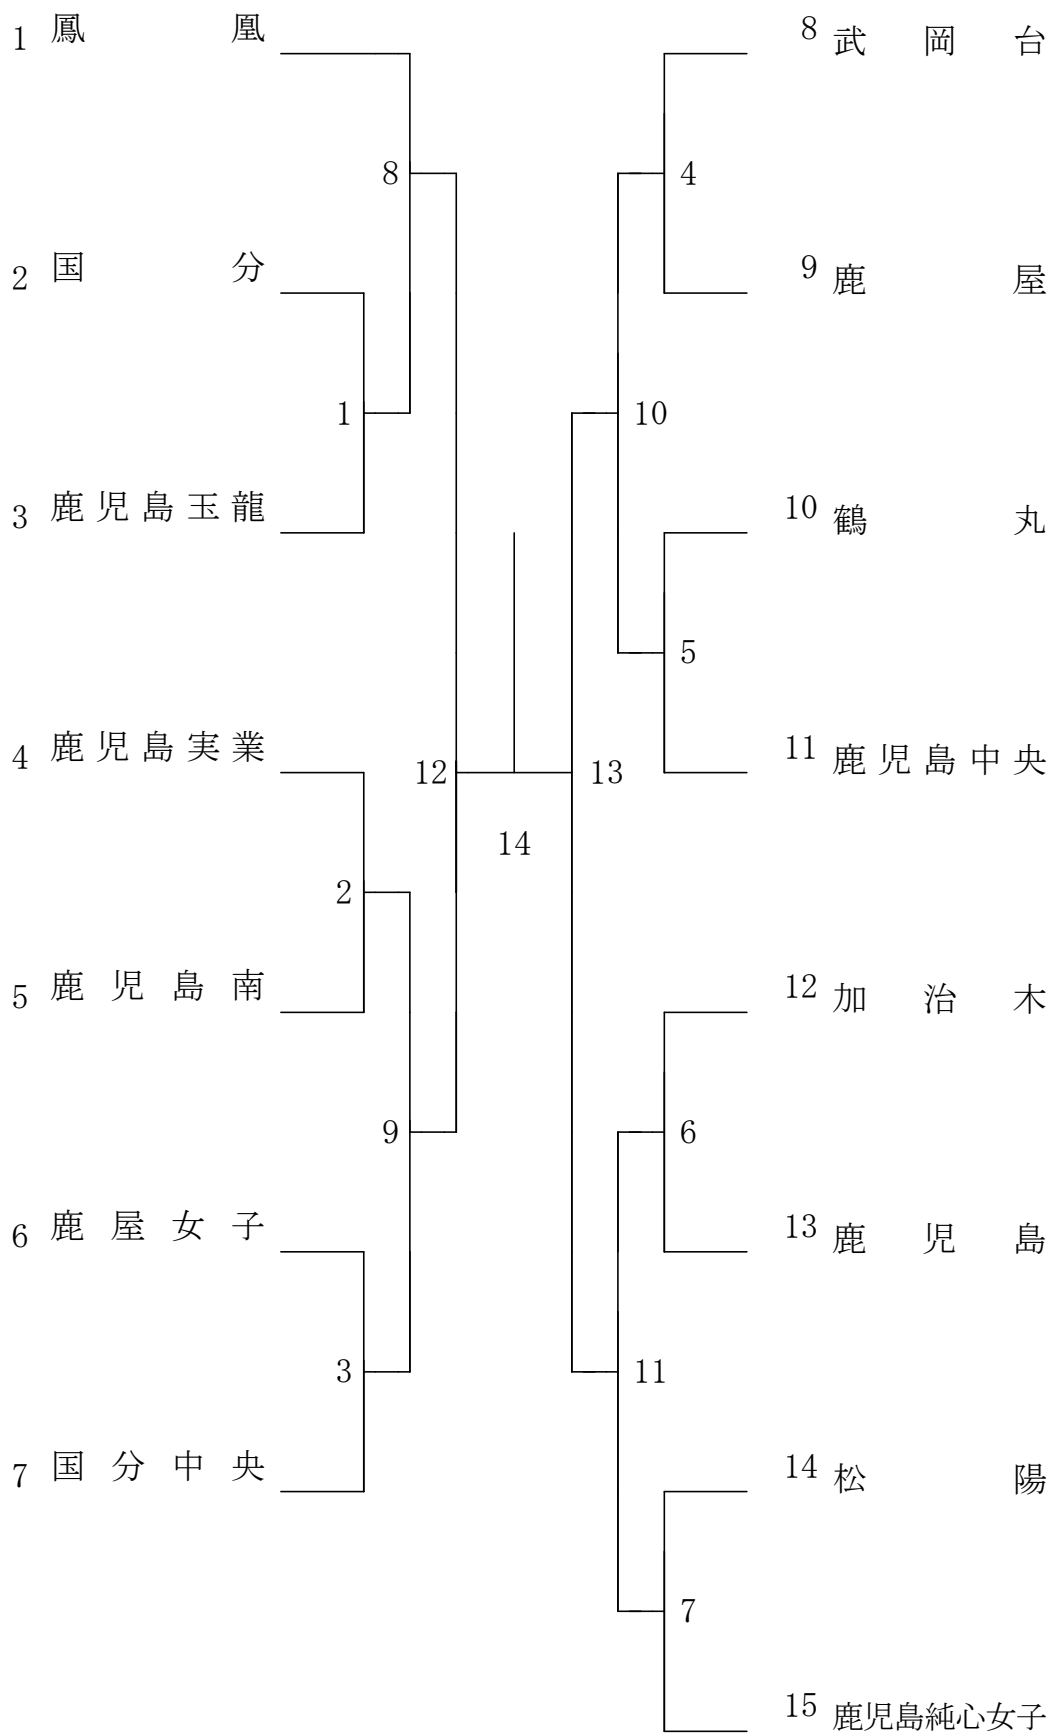 1 鳳凰
8
2 国分
1
3 鹿児島玉龍
4 鹿児島実業
12
2
5 鹿児島南
9
6 鹿屋女子
3
7 国分中央
14
8 武岡台
4
9 鹿屋
10
10 鶴丸
5
11 鹿児島中央
13
12 加治木
6
13 鹿児島
11
14 松陽
7
15 鹿児島純心女子